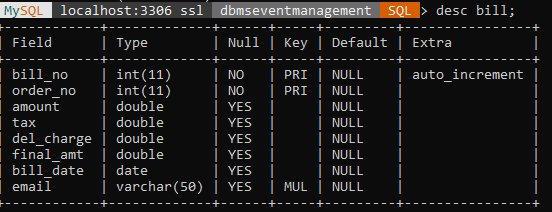 MySQL localhost:3306 ssl dbmseventmanagement SQL > desc bill;
+------------+-------------+------+-----+---------+----------------+
| Field | Type | Null | Key | Default | Extra |
+------------+-------------+------+-----+---------+----------------+
| bill_no | int(11) | NO | PRI | NULL | auto_increment |
| order_no | int(11) | NO | PRI | NULL | |
| amount | double | YES | | NULL | |
| tax | double | YES | | NULL | |
| del_charge | double | YES | | NULL | |
| final_amt | double | YES | | NULL | |
| bill_date | date | YES | | NULL | |
| email | varchar(50) | YES | MUL | NULL | |
+------------+-------------+------+-----+---------+----------------+